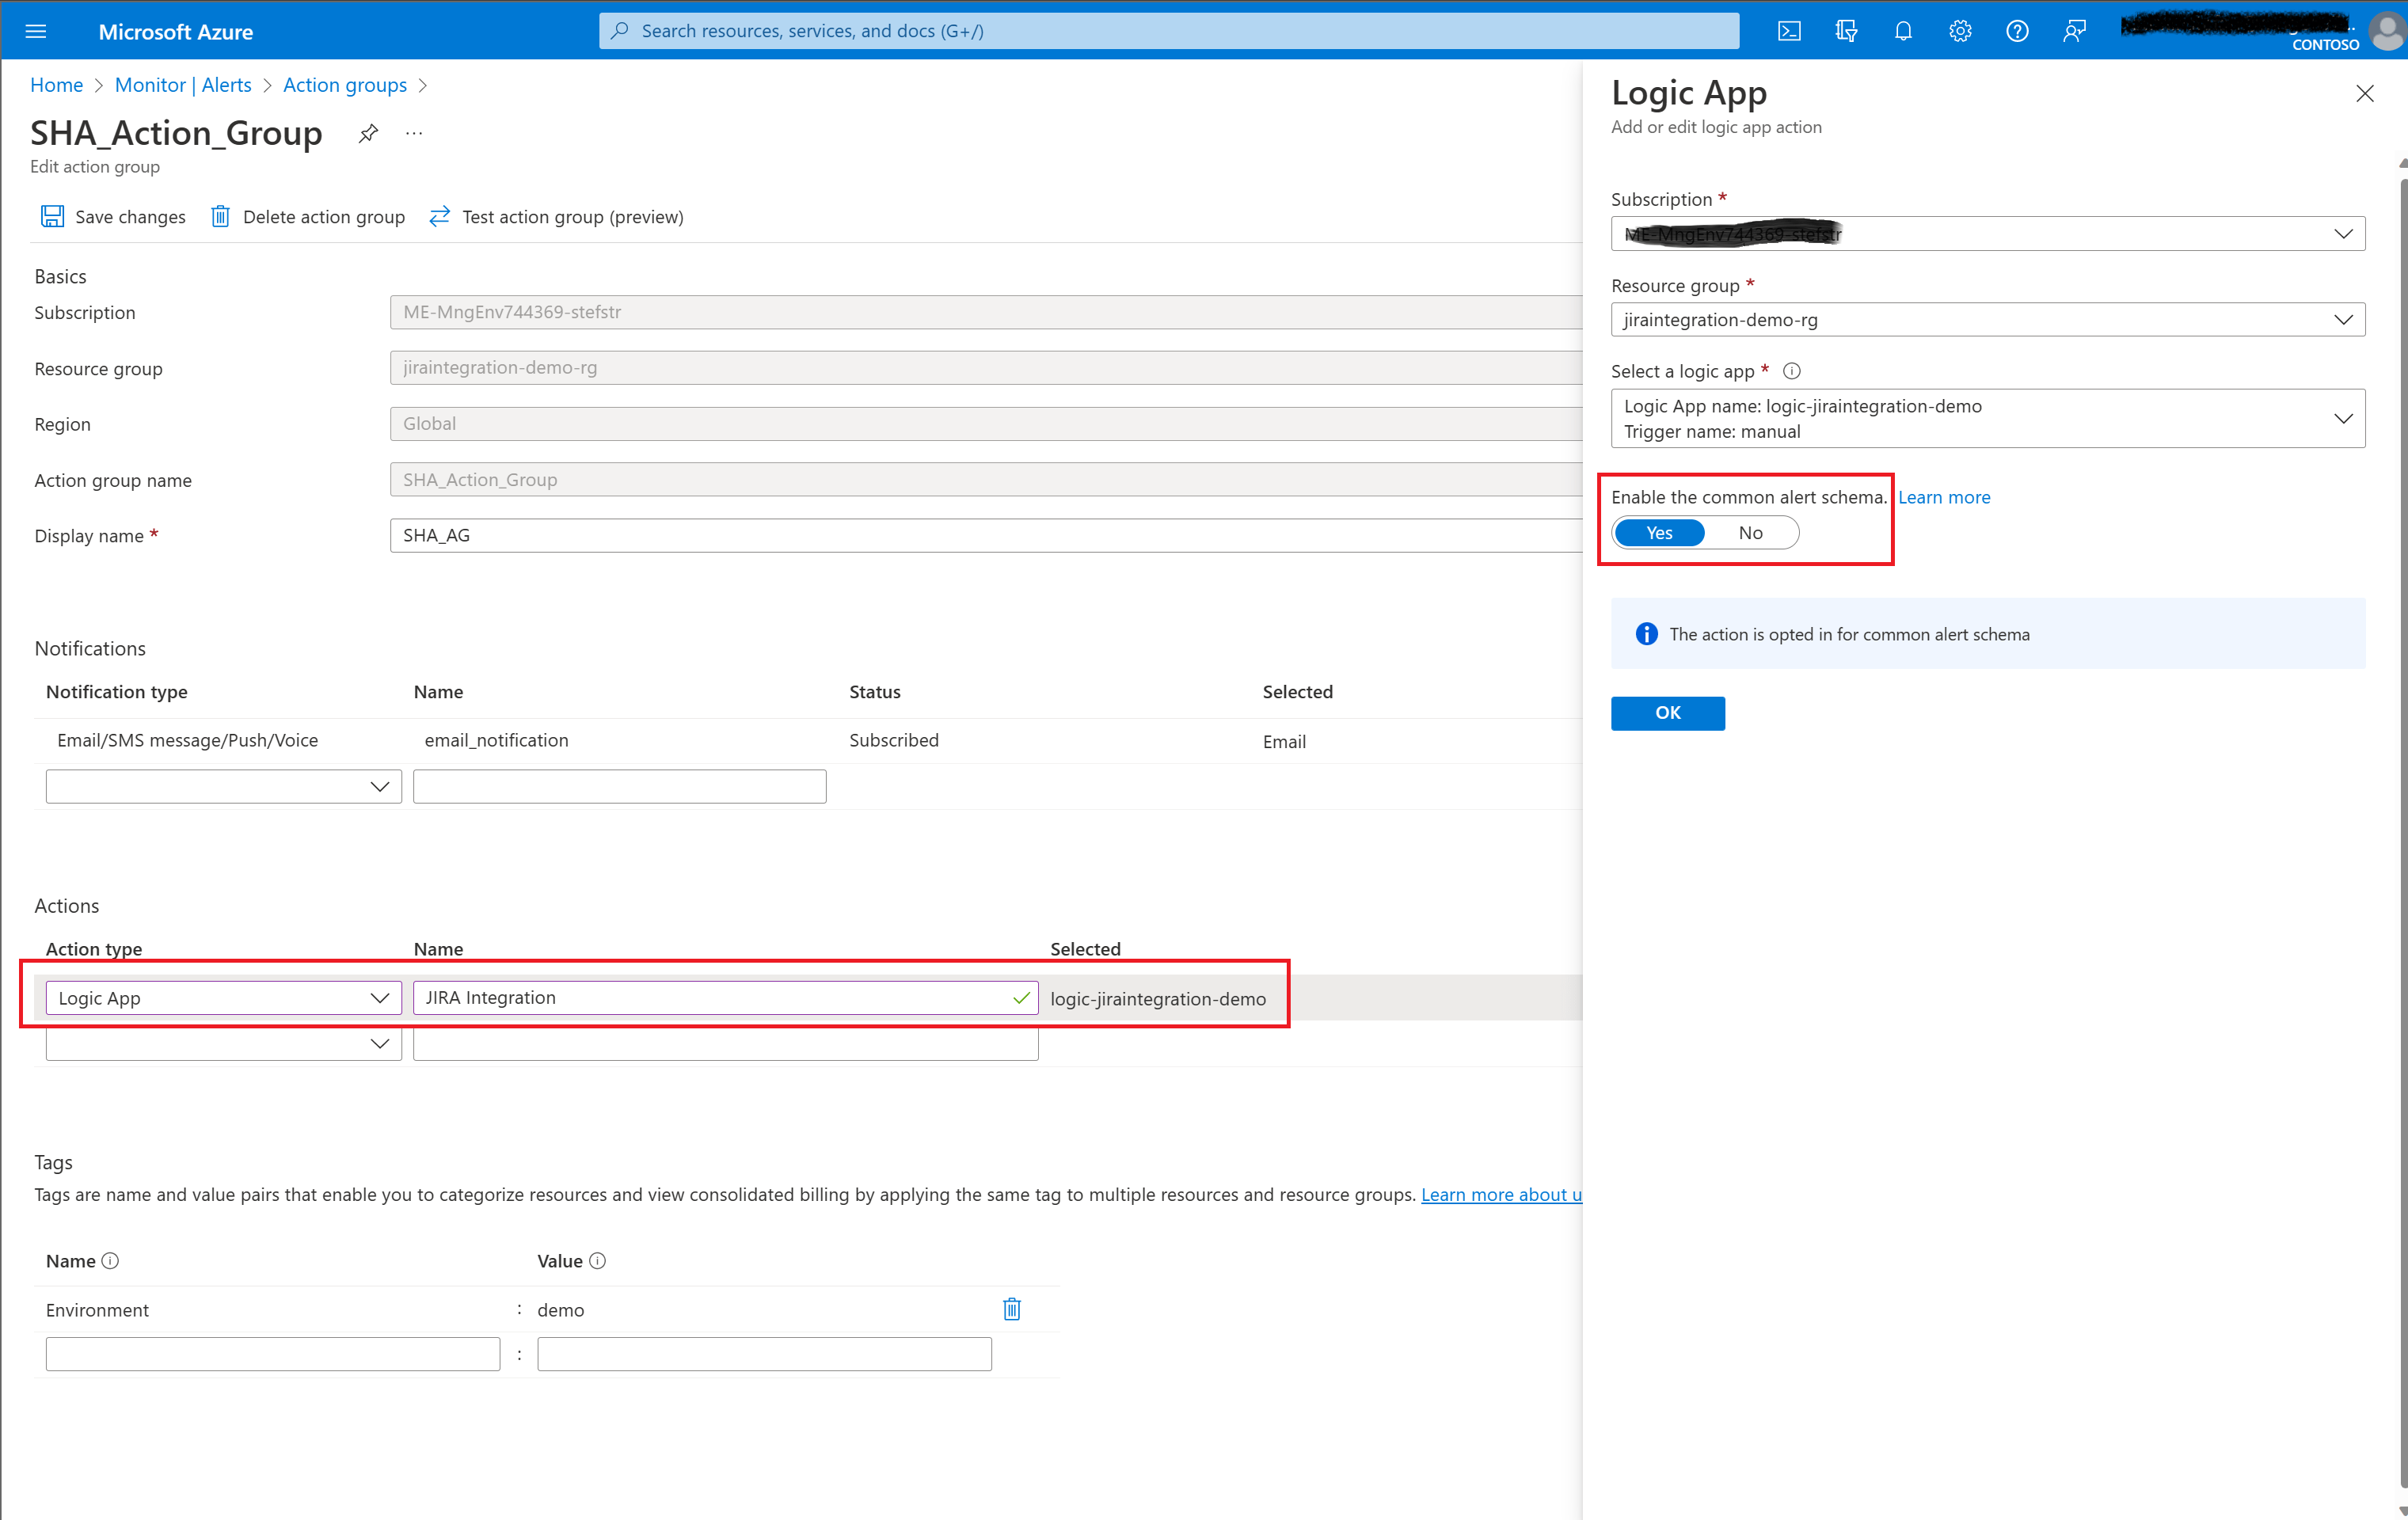 Microsoft Azure
Search resources, services, and docs (G+/)
CONTOSO
Home > Monitor | Alerts > Action groups >
SHA_Action_Group
...
Edit action group
Save changes
Delete action group
Test action group (preview)
Basics
Subscription
ME-MngEnv744369-stefstr
Resource group
jiraintegration-demo-rg
Region
Global
Action group name
SHA_Action_Group
Display name *
SHA_AG
Notifications
Notification type Name Status Selected
Email/SMS message/Push/Voice email_notification Subscribed Email
Actions
Action type Name Selected
Logic App JIRA Integration logic-jiraintegration-demo
Tags
Tags are name and value pairs that enable you to categorize resources and view consolidated billing by applying the same tag to multiple resources and resource groups. Learn more about u
Name Value
Environment : demo
:
Logic App
Add or edit logic app action
Subscription *
Resource group *
jiraintegration-demo-rg
Select a logic app *
Logic App name: logic-jiraintegration-demo
Trigger name: manual
Enable the common alert schema. Learn more
Yes No
The action is opted in for common alert schema
OK